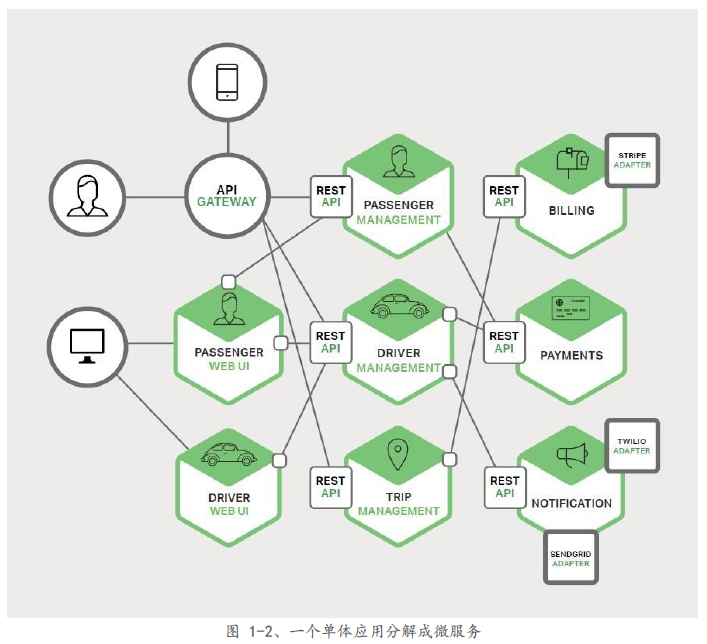 API
GATEWAY
REST
API
PASSENGER
MANAGEMENT
REST
API
BILLING
STRIPE
ADAPTER
PASSENGER
WEB UI
REST
API
DRIVER
MANAGEMENT
REST
API
PAYMENTS
DRIVER
WEB UI
REST
API
TRIP
MANAGEMENT
REST
API
NOTIFICATION
TWILIO
ADAPTER
SENDGRID
ADAPTER
图 1-2、一个单体应用分解成微服务